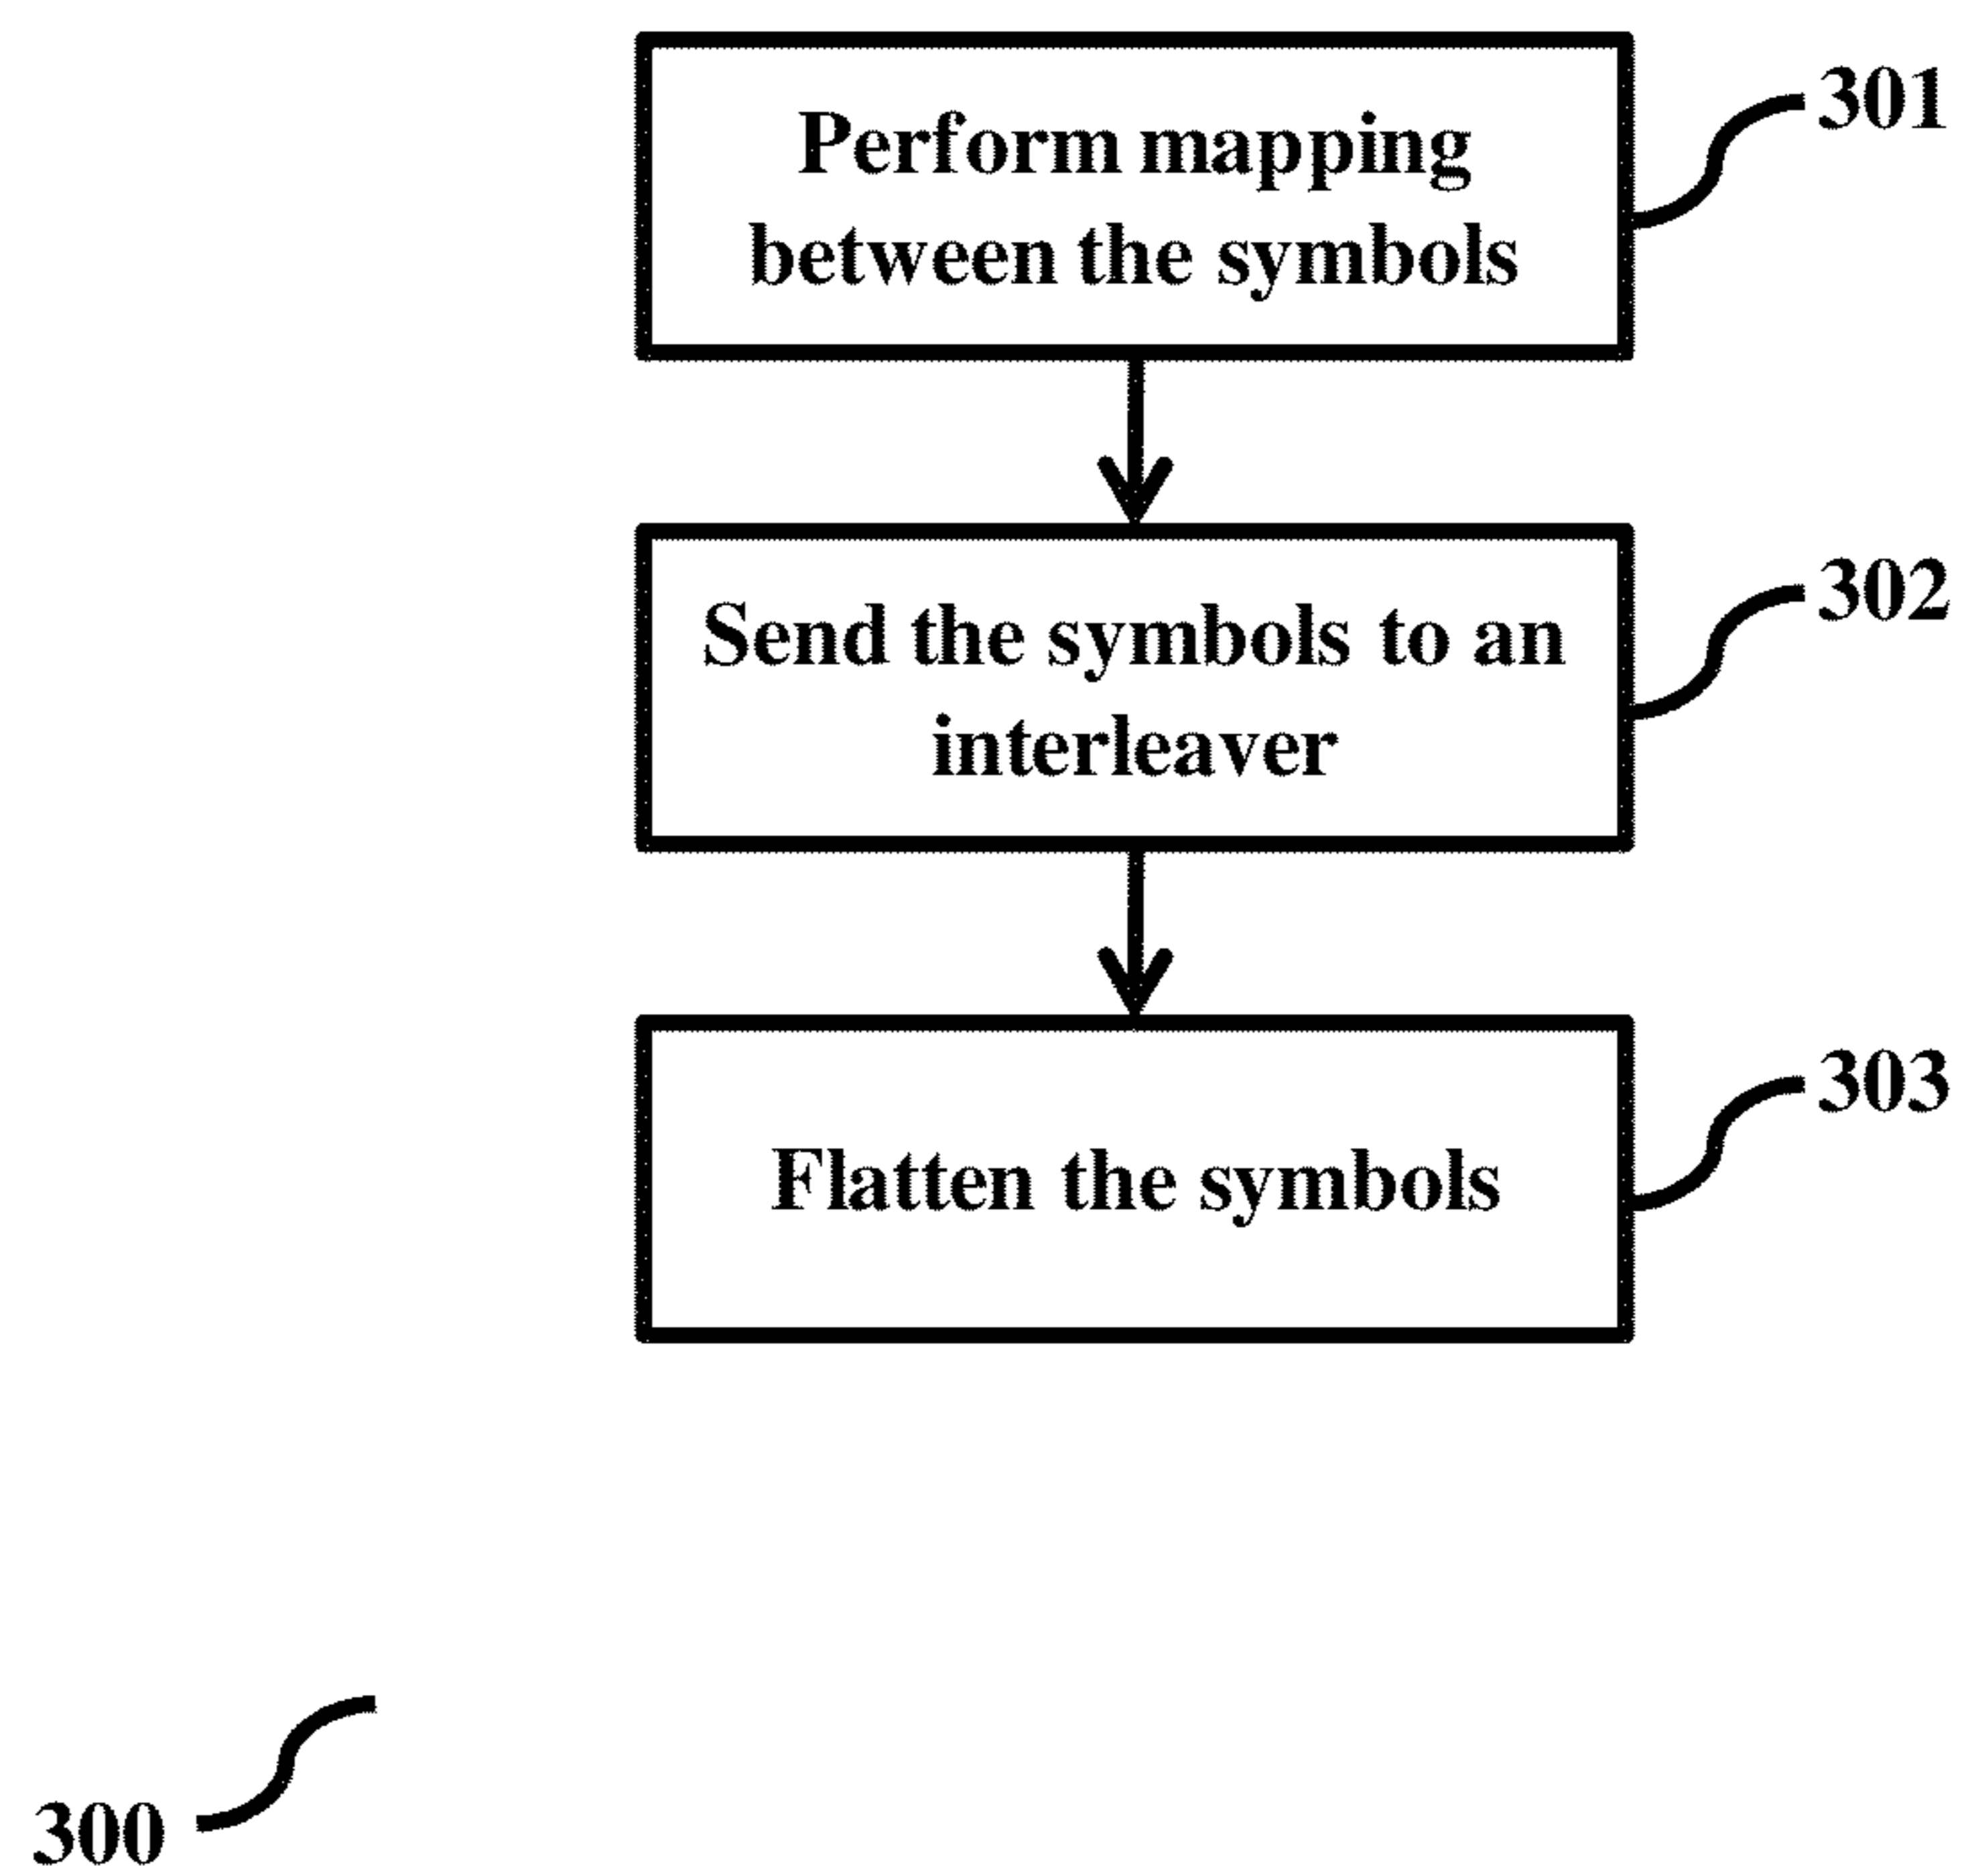 Perform mapping
between the symbols
301
Send the symbols to an
interleaver
302
Flatten the symbols
303
300